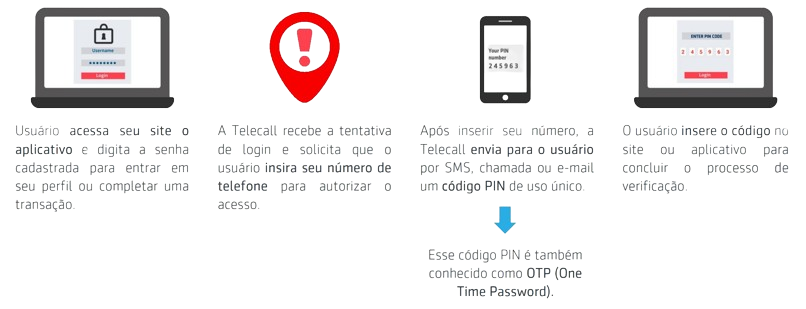 Username
Login
Your PIN
number
245963
ENTER PIN CODE
2 4 5 9 6 3
Login
Usuário acessa seu site o
aplicativo e digita a senha
cadastrada para entrar em
seu perfil ou completar uma
transação.
A Telecall recebe a tentativa
de login e solicita que o
usuário insira seu número de
telefone para autorizar o
acesso.
Após inserir seu número, a
Telecall envia para o usuário
por SMS, chamada ou e-mail
um código PIN de uso único.
O usuário insere o código no
site ou aplicativo para
concluir o processo de
verificação.
Esse código PIN é também
conhecido como OTP (One
Time Password).